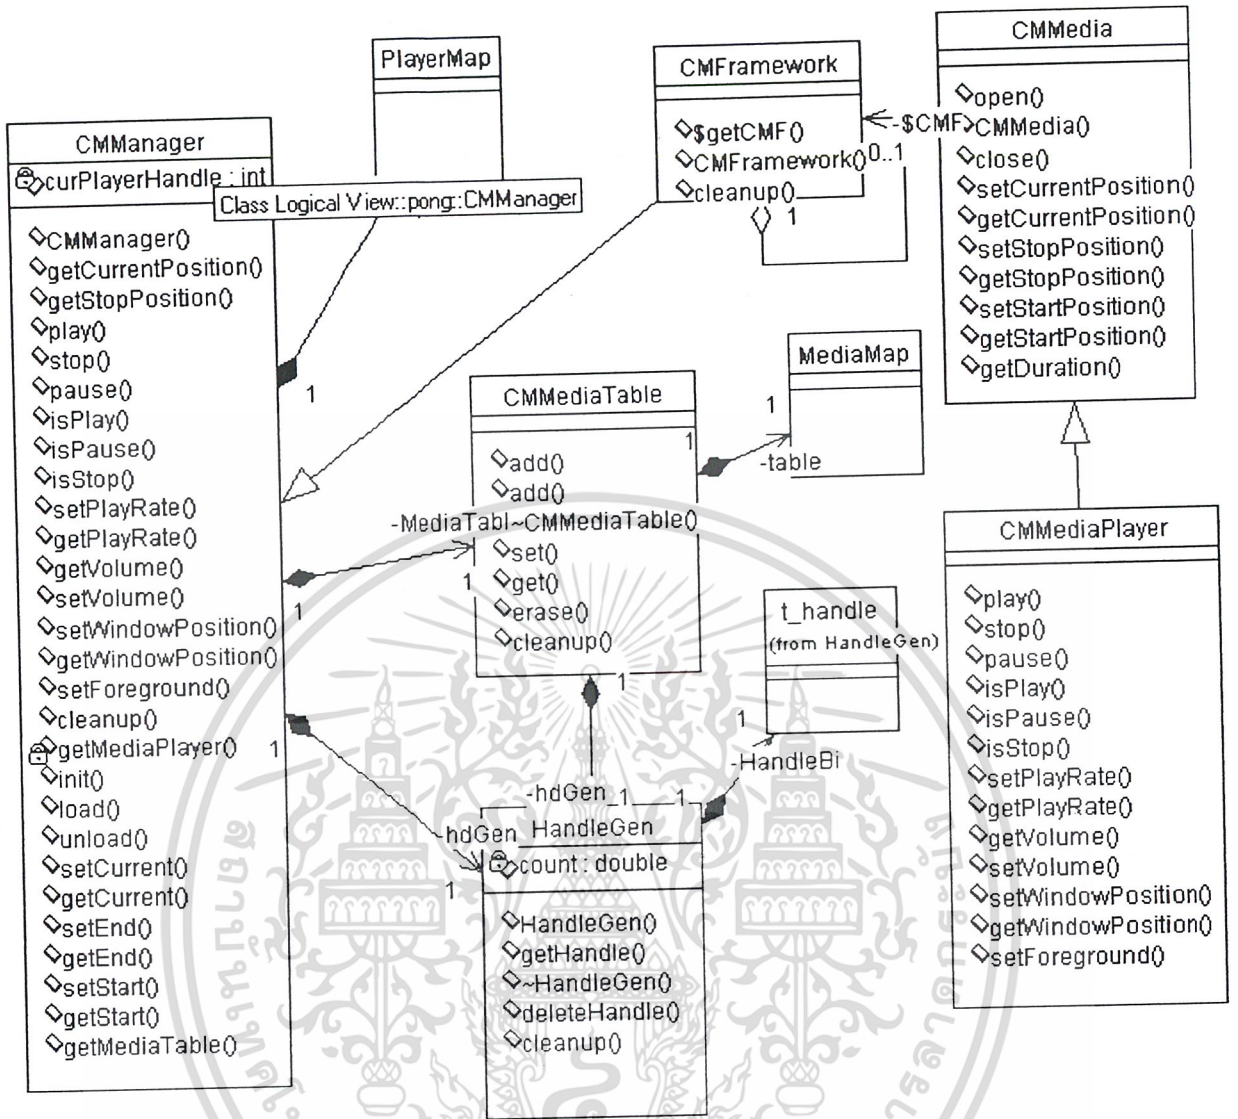 PlayerMap
CMFramework
$getCMF()
CMFramework()
cleanup()
1
0..1
-$CMF
CMMedia
open()
~CMMedia()
close()
setCurrentPosition()
getCurrentPosition()
setStopPosition()
getStopPosition()
setStartPosition()
getStartPosition()
getDuration()
CMManager
curPlayerHandle : int
Class Logical View::pong::CMManager
CMManager()
getCurrentPosition()
getStopPosition()
play()
stop()
pause()
isPlay()
isPause()
isStop()
setPlayRate()
getPlayRate()
getVolume()
setVolume()
setWindowPosition()
getWindowPosition()
setForeground()
cleanup()
getMediaPlayer()
init()
load()
unload()
setCurrent()
getCurrent()
setEnd()
getEnd()
setStart()
getStart()
getMediaTable()
1
1
1
CMMediaTable
add()
add()
~CMMediaTable()
set()
get()
erase()
cleanup()
-MediaTabl
1
1
1
-table
1
MediaMap
t_handle
(from HandleGen)
1
-HandleBi
1
-hdGen
1
-hdGen
1
HandleGen
count : double
HandleGen()
getHandle()
~HandleGen()
deleteHandle()
cleanup()
CMMediaPlayer
play()
stop()
pause()
isPlay()
isPause()
isStop()
setPlayRate()
getPlayRate()
getVolume()
setVolume()
setWindowPosition()
getWindowPosition()
setForeground()